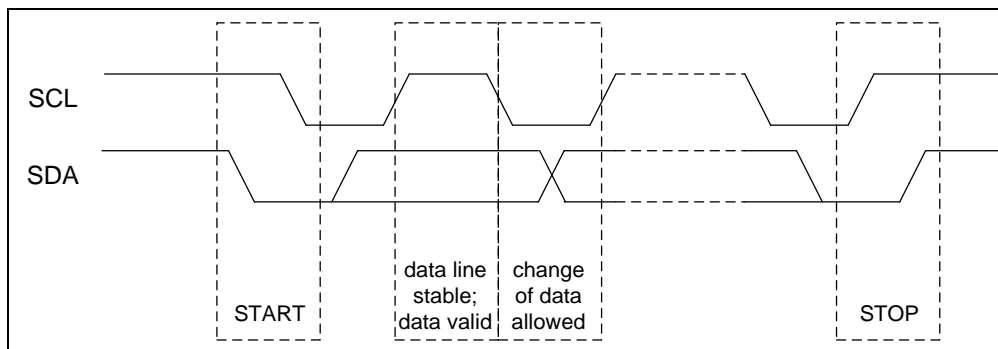 SCL
SDA
START
data line
stable;
data valid
change
of data
allowed
STOP